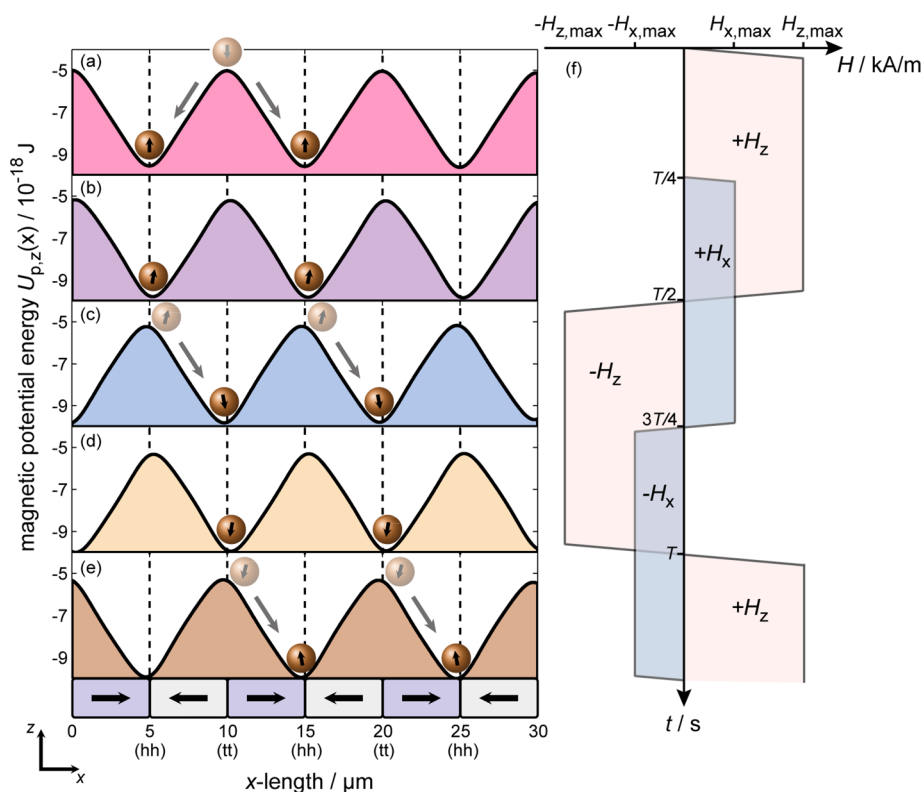 -Hz,max -Hx,max Hx,max Hz,max
H / kA/m
magnetic potential energy Up,z(x) / 10⁻¹⁸ J
(a)
-5
-7
-9
(b)
-5
-7
-9
(c)
-5
-7
-9
(d)
-5
-7
-9
(e)
-5
-7
-9
0 5 10 15 20 25 30
(hh) (tt) (hh) (tt) (hh)
x-length / µm
z
x
(f)
+Hz
T/4
+Hx
T/2
-Hz
3T/4
-Hx
T
+Hz
t / s